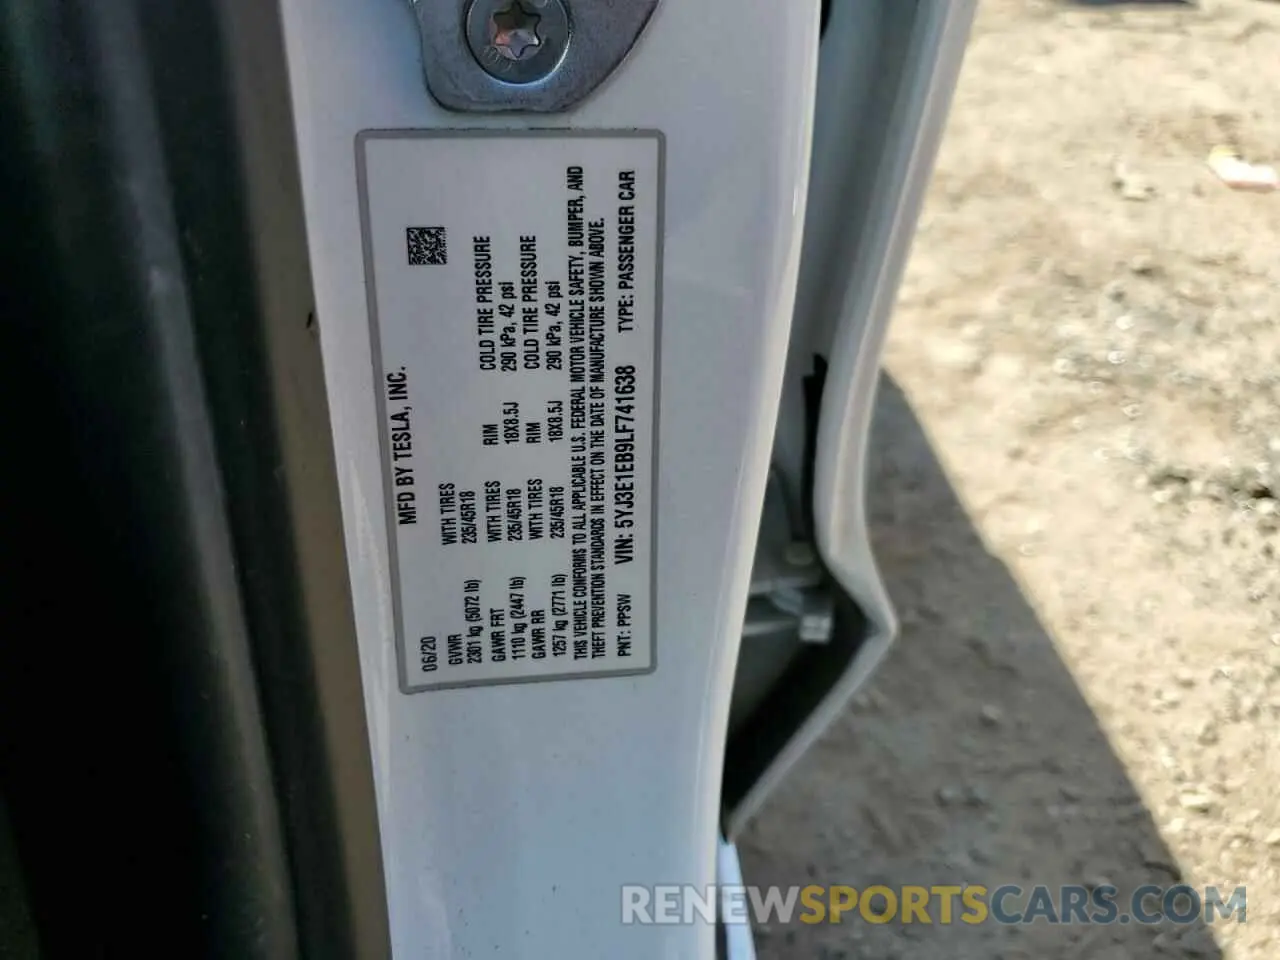 MFD BY TESLA, INC.
06/20
GVWR WITH TIRES
2301 kg (5072 lb) 235/45R18
GAWR FRT WITH TIRES RIM COLD TIRE PRESSURE
1110 kg (2447 lb) 235/45R18 18X8.5J 290 kPa, 42 psi
GAWR RR WITH TIRES RIM COLD TIRE PRESSURE
1257 kg (2771 lb) 235/45R18 18X8.5J 290 kPa, 42 psi
THIS VEHICLE CONFORMS TO ALL APPLICABLE U.S. FEDERAL MOTOR VEHICLE SAFETY, BUMPER, AND
THEFT PREVENTION STANDARDS IN EFFECT ON THE DATE OF MANUFACTURE SHOWN ABOVE.
PNT: PPSW VIN: 5YJ3E1EB9LF741638 TYPE: PASSENGER CAR
RENEWSPORTSCARS.COM